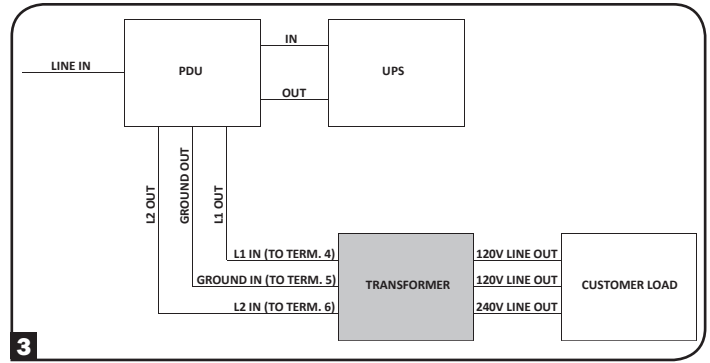 IN
LINE IN
PDU
UPS
OUT
L2 OUT
GROUND OUT
L1 OUT
L1 IN (TO TERM. 4)
120V LINE OUT
GROUND IN (TO TERM. 5)
TRANSFORMER
120V LINE OUT
CUSTOMER LOAD
L2 IN (TO TERM. 6)
240V LINE OUT
3